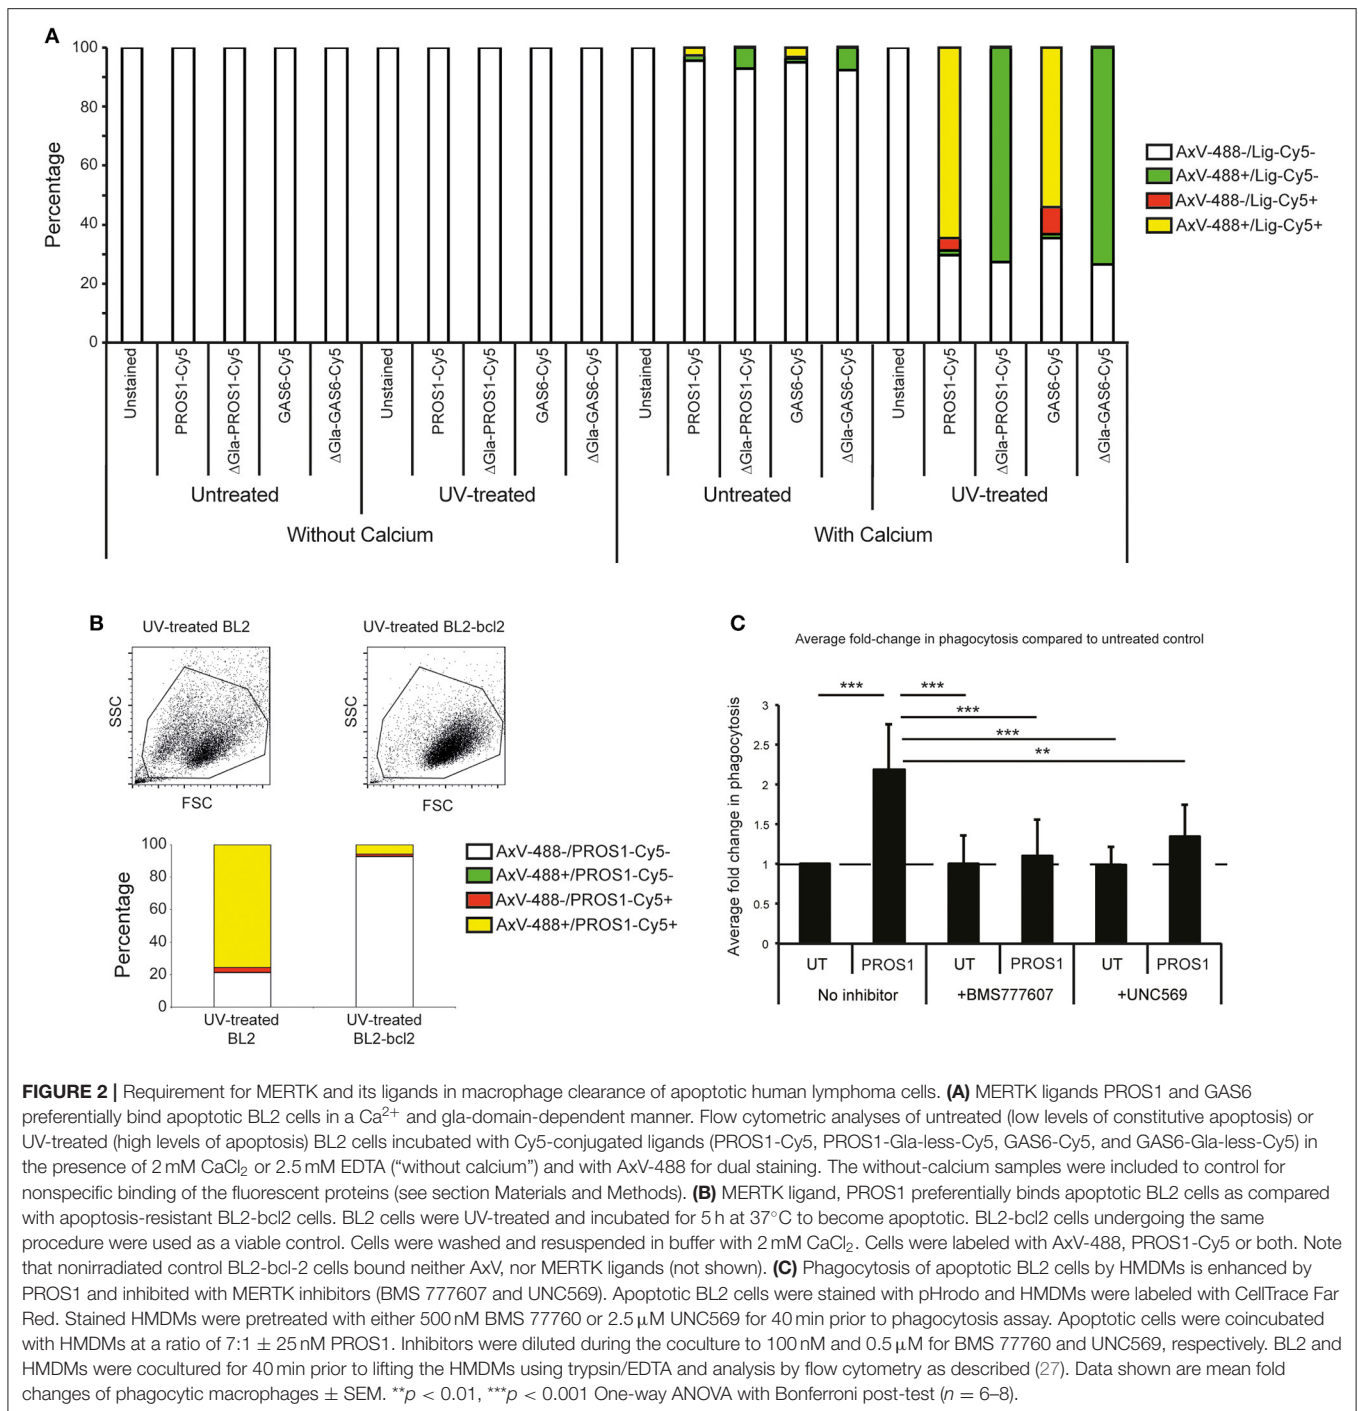 A
100
80
60
40
20
0
Percentage
AxV-488-/Lig-Cy5-
AxV-488+/Lig-Cy5-
AxV-488-/Lig-Cy5+
AxV-488+/Lig-Cy5+
Unstained
PROS1-Cy5
ΔGla-PROS1-Cy5
GAS6-Cy5
ΔGla-GAS6-Cy5
Unstained
PROS1-Cy5
ΔGla-PROS1-Cy5
GAS6-Cy5
ΔGla-GAS6-Cy5
Unstained
PROS1-Cy5
ΔGla-PROS1-Cy5
GAS6-Cy5
ΔGla-GAS6-Cy5
Unstained
PROS1-Cy5
ΔGla-PROS1-Cy5
GAS6-Cy5
ΔGla-GAS6-Cy5
Untreated
UV-treated
Untreated
UV-treated
Without Calcium
With Calcium
B
UV-treated BL2
UV-treated BL2-bcl2
SSC
FSC
SSC
FSC
100
80
60
40
20
0
Percentage
UV-treated
BL2
UV-treated
BL2-bcl2
AxV-488-/PROS1-Cy5-
AxV-488+/PROS1-Cy5-
AxV-488-/PROS1-Cy5+
AxV-488+/PROS1-Cy5+
C
Average fold-change in phagocytosis compared to untreated control
Average fold change in phagocytosis
3
2.5
2
1.5
1
0.5
0
***
***
***
***
**
UT
PROS1
UT
PROS1
UT
PROS1
No inhibitor
+BMS777607
+UNC569
FIGURE 2 | Requirement for MERTK and its ligands in macrophage clearance of apoptotic human lymphoma cells. (A) MERTK ligands PROS1 and GAS6
preferentially bind apoptotic BL2 cells in a Ca²⁺ and gla-domain-dependent manner. Flow cytometric analyses of untreated (low levels of constitutive apoptosis) or
UV-treated (high levels of apoptosis) BL2 cells incubated with Cy5-conjugated ligands (PROS1-Cy5, PROS1-Gla-less-Cy5, GAS6-Cy5, and GAS6-Gla-less-Cy5) in
the presence of 2 mM CaCl₂ or 2.5 mM EDTA (“without calcium”) and with AxV-488 for dual staining. The without-calcium samples were included to control for
nonspecific binding of the fluorescent proteins (see section Materials and Methods). (B) MERTK ligand, PROS1 preferentially binds apoptotic BL2 cells as compared
with apoptosis-resistant BL2-bcl2 cells. BL2 cells were UV-treated and incubated for 5 h at 37°C to become apoptotic. BL2-bcl2 cells undergoing the same
procedure were used as a viable control. Cells were washed and resuspended in buffer with 2 mM CaCl₂. Cells were labeled with AxV-488, PROS1-Cy5 or both. Note
that nonirradiated control BL2-bcl-2 cells bound neither AxV, nor MERTK ligands (not shown). (C) Phagocytosis of apoptotic BL2 cells by HMDMs is enhanced by
PROS1 and inhibited with MERTK inhibitors (BMS 777607 and UNC569). Apoptotic BL2 cells were stained with pHrodo and HMDMs were labeled with CellTrace Far
Red. Stained HMDMs were pretreated with either 500 nM BMS 77760 or 2.5 μM UNC569 for 40 min prior to phagocytosis assay. Apoptotic cells were coincubated
with HMDMs at a ratio of 7:1 ± 25 nM PROS1. Inhibitors were diluted during the coculture to 100 nM and 0.5 μM for BMS 77760 and UNC569, respectively. BL2 and
HMDMs were cocultured for 40 min prior to lifting the HMDMs using trypsin/EDTA and analysis by flow cytometry as described (27). Data shown are mean fold
changes of phagocytic macrophages ± SEM. **p < 0.01, ***p < 0.001 One-way ANOVA with Bonferroni post-test (n = 6–8).